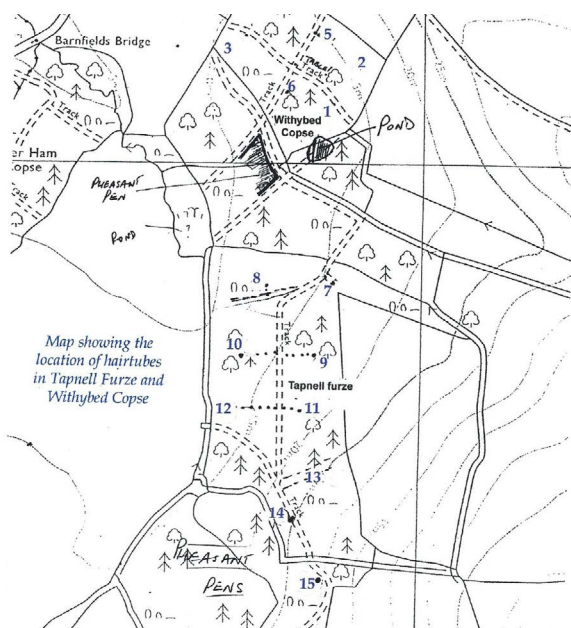 Barnfields Bridge
3
5
2
Track
Track
6
1
Withybed
Copse
POND
Track
er Ham
opse
Track
PHEASANT
PEN
POND
8
7
Map showing the
location of hairtubes
in Tapnell Furze and
Withybed Copse
Track
10
9
Tapnell furze
12
11
13
14
PHEASANT
PENS
15